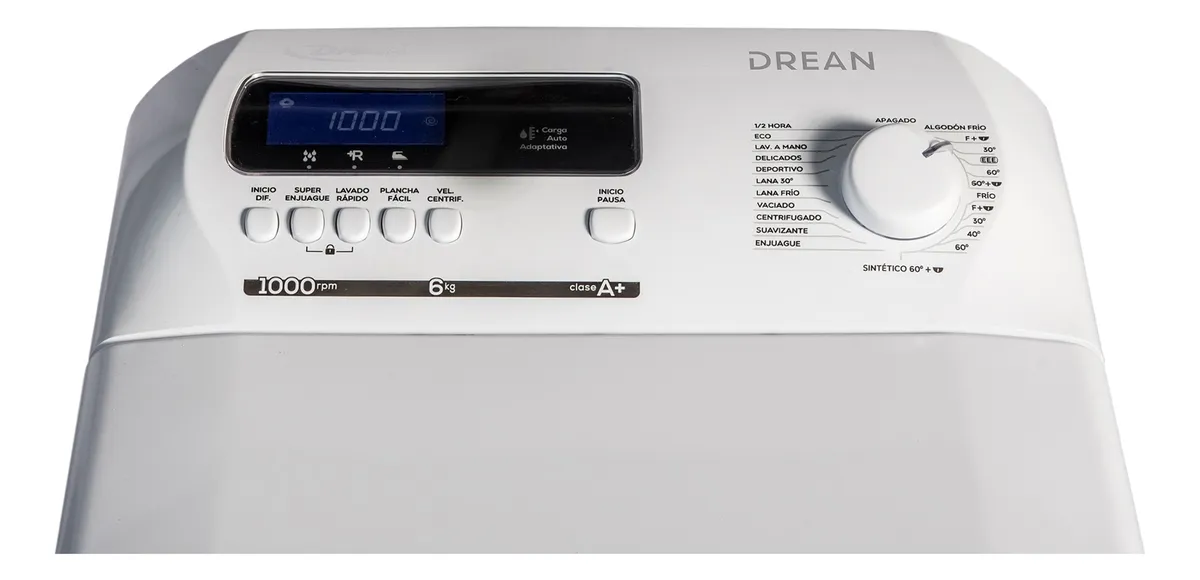 DREAN
1000
Carga
Auto
Adaptativa
R
INICIO
DIF.
SUPER
ENJUAGUE
LAVADO
RÁPIDO
PLANCHA
FÁCIL
VEL.
CENTRIF.
INICIO
PAUSA
1000rpm
6kg
clase A+
APAGADO
1/2 HORA
ECO
LAV. A MANO
DELICADOS
DEPORTIVO
LANA 30°
LANA FRÍO
VACIADO
CENTRIFUGADO
SUAVIZANTE
ENJUAGUE
ALGODÓN FRÍO
F+
30°
60°
60°+
FRÍO
F+
30°
40°
60°
SINTÉTICO 60° +